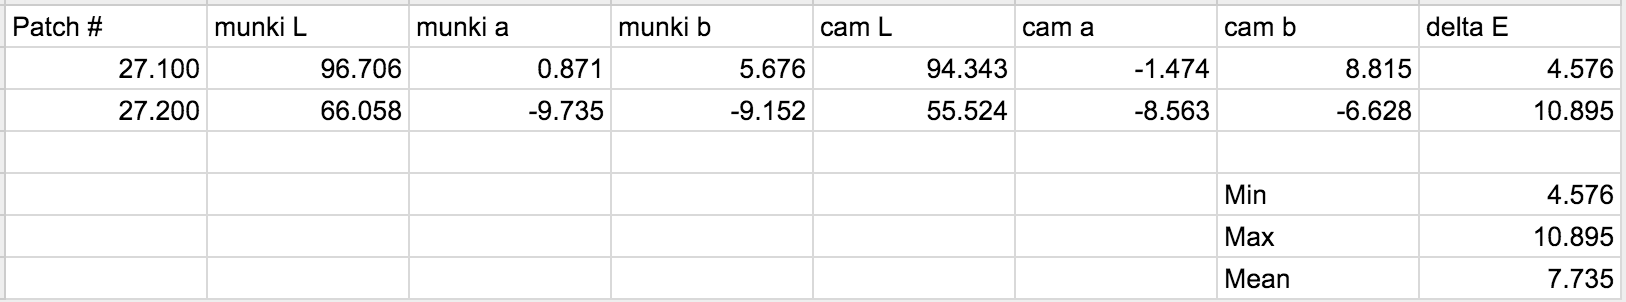 Patch # munki L munki a munki b cam L cam a cam b delta E
27.100 96.706 0.871 5.676 94.343 -1.474 8.815 4.576
27.200 66.058 -9.735 -9.152 55.524 -8.563 -6.628 10.895
Min 4.576
Max 10.895
Mean 7.735